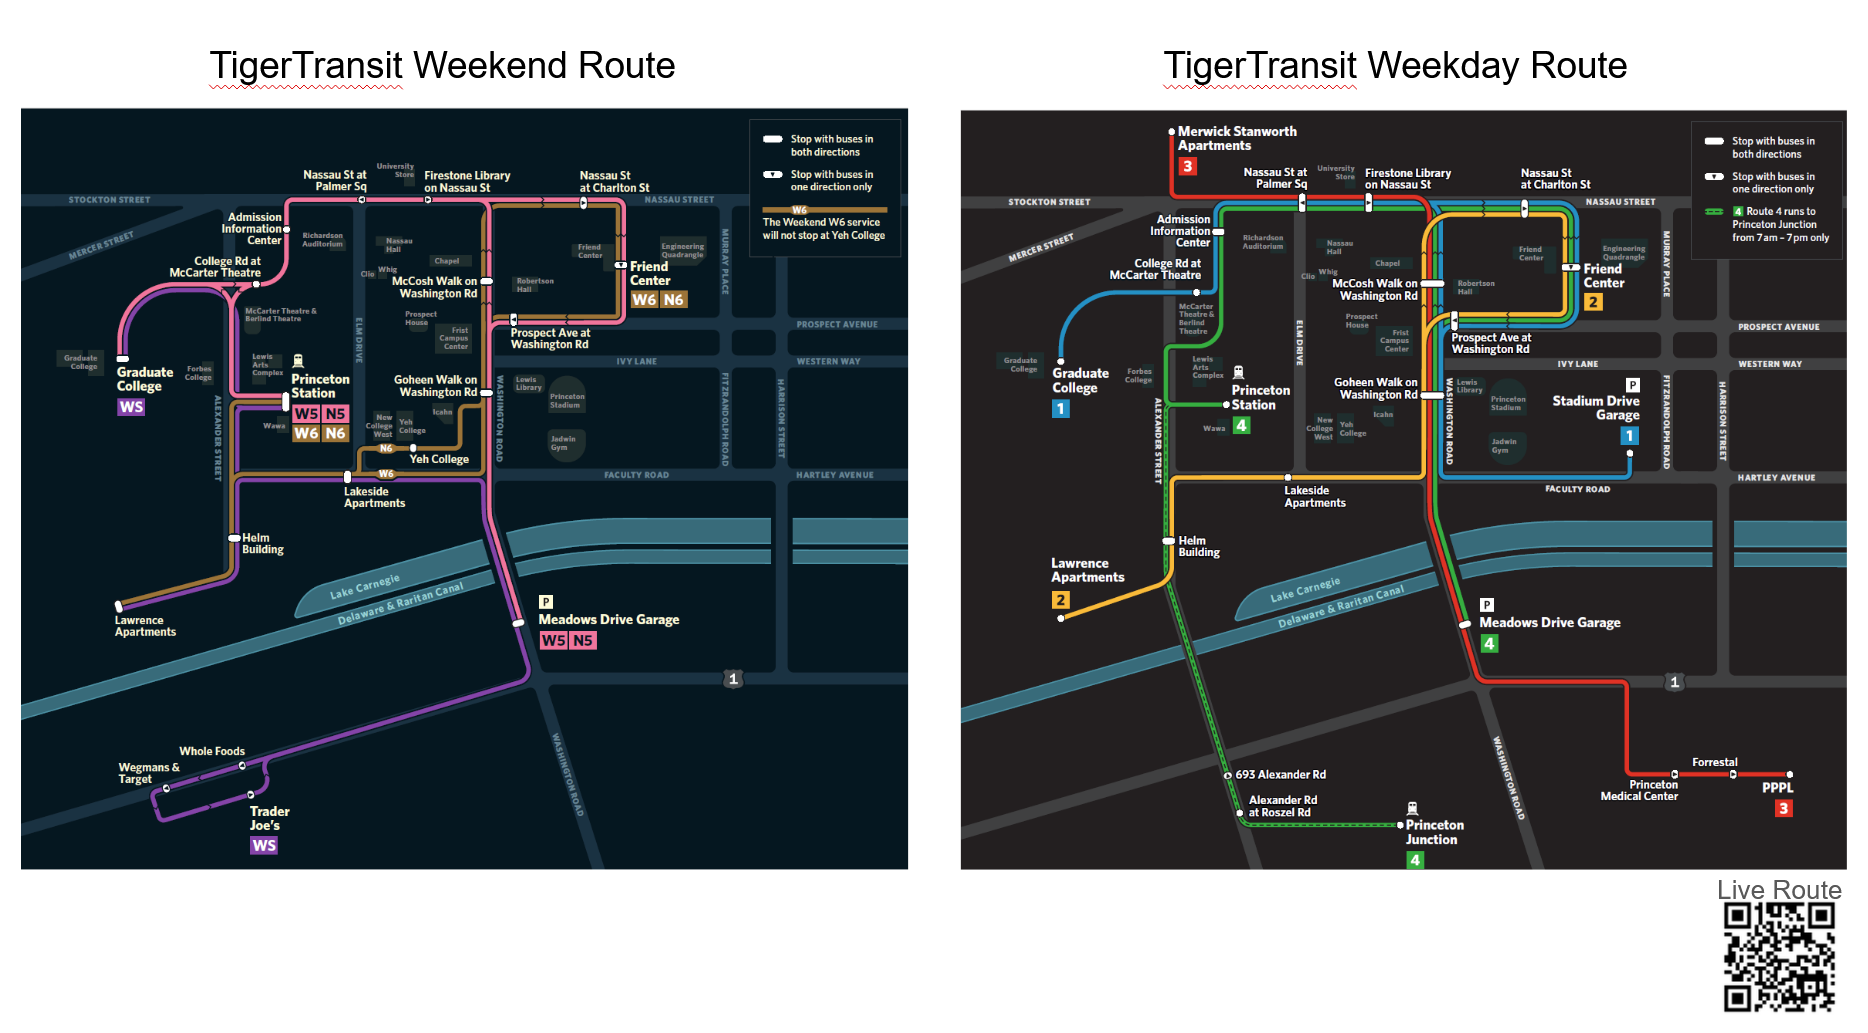 TigerTransit Weekend Route
TigerTransit Weekday Route
Stop with buses in
both directions
Stop with buses in
one direction only
W6
The Weekend W6 service
will not stop at Yeh College
University
Store
Nassau St at
Palmer Sq
Firestone Library
on Nassau St
Nassau St
at Charlton St
STOCKTON STREET
NASSAU STREET
MERCER STREET
Admission
Information
Center
Richardson
Auditorium
Nassau
Hall
Friend
Center
Engineering
Quadrangle
MURRAY PLACE
Chapel
Clio
Whig
College Rd at
McCarter Theatre
McCosh Walk on
Washington Rd
Robertson
Hall
Friend
Center
W6 N6
McCarter Theatre &
Berlind Theatre
Prospect
House
Frist
Campus
Center
Prospect Ave at
Washington Rd
PROSPECT AVENUE
ELM DRIVE
Graduate
College
Graduate
College
WS
Forbes
College
Lewis
Arts
Complex
Princeton
Station
W5 N5
W6 N6
Wawa
IVY LANE
WESTERN WAY
Goheen Walk on
Washington Rd
WASHINGTON ROAD
Lewis
Library
Princeton
Stadium
FITZRANDOLPH ROAD
HARRISON STREET
ALEXANDER STREET
New
College
West
Yeh
College
Icahn
Jadwin
Gym
N6
Yeh College
W6
FACULTY ROAD
HARTLEY AVENUE
Lakeside
Apartments
Helm
Building
Lake Carnegie
Delaware & Raritan Canal
Lawrence
Apartments
P
Meadows Drive Garage
W5 N5
1
WASHINGTON ROAD
Whole Foods
Wegmans &
Target
Trader
Joe's
WS
Merwick Stanworth
Apartments
3
Stop with buses in
both directions
Stop with buses in
one direction only
4 Route 4 runs to
Princeton Junction
from 7am – 7pm only
University
Store
Nassau St at
Palmer Sq
Firestone Library
on Nassau St
Nassau St
at Charlton St
STOCKTON STREET
NASSAU STREET
MERCER STREET
Admission
Information
Center
Richardson
Auditorium
Nassau
Hall
Friend
Center
Engineering
Quadrangle
MURRAY PLACE
Chapel
Clio
Whig
College Rd at
McCarter Theatre
McCosh Walk on
Washington Rd
Robertson
Hall
Friend
Center
2
McCarter
Theatre &
Berlind
Theatre
Prospect
House
Frist
Campus
Center
Prospect Ave at
Washington Rd
PROSPECT AVENUE
ELM DRIVE
Graduate
College
Graduate
College
1
Forbes
College
Lewis
Arts
Complex
Princeton
Station
4
Wawa
IVY LANE
WESTERN WAY
Goheen Walk on
Washington Rd
WASHINGTON ROAD
Lewis
Library
Princeton
Stadium
P
Stadium Drive
Garage
1
FITZRANDOLPH ROAD
HARRISON STREET
ALEXANDER STREET
New
College
West
Yeh
College
Icahn
Jadwin
Gym
FACULTY ROAD
HARTLEY AVENUE
Lakeside
Apartments
Helm
Building
Lawrence
Apartments
2
Lake Carnegie
Delaware & Raritan Canal
P
Meadows Drive Garage
4
1
WASHINGTON ROAD
693 Alexander Rd
Alexander Rd
at Roszel Rd
Princeton
Junction
4
Princeton
Medical Center
Forrestal
PPPL
3
Live Route